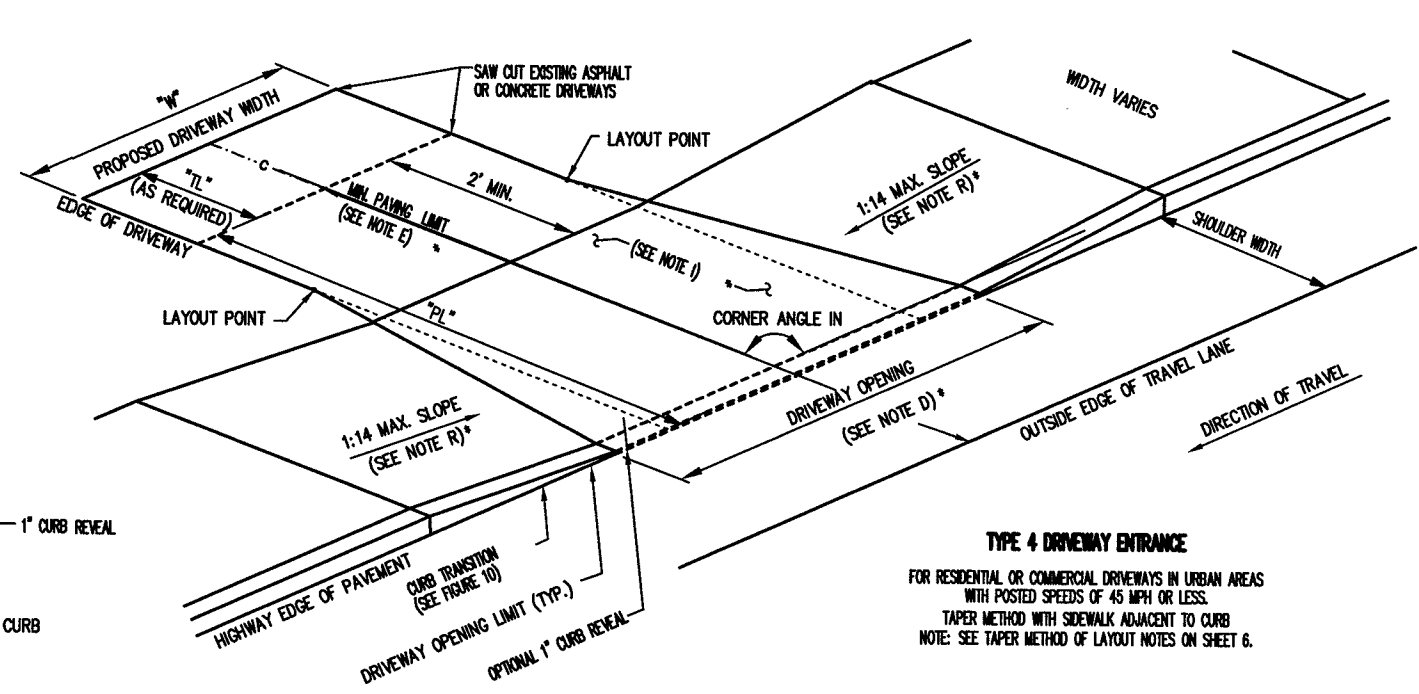 SAW CUT EXISTING ASPHALT
OR CONCRETE DRIVEWAYS
"W"
PROPOSED DRIVEWAY WIDTH
LAYOUT POINT
WIDTH VARIES
C
"TL"
(AS REQUIRED)
EDGE OF DRIVEWAY
2' MIN.
MIN. PAVING LIMIT
(SEE NOTE E) *
1:14 MAX. SLOPE
(SEE NOTE R)*
(SEE NOTE I)
*
SHOULDER WIDTH
LAYOUT POINT
"PL"
CORNER ANGLE IN
DRIVEWAY OPENING
(SEE NOTE D)*
OUTSIDE EDGE OF TRAVEL LANE
DIRECTION OF TRAVEL
1:14 MAX. SLOPE
(SEE NOTE R)*
1" CURB REVEAL
CURB
HIGHWAY EDGE OF PAVEMENT
CURB TRANSITION
(SEE FIGURE 10)
DRIVEWAY OPENING LIMIT (TYP.)
OPTIONAL 1" CURB REVEAL
TYPE 4 DRIVEWAY ENTRANCE
FOR RESIDENTIAL OR COMMERCIAL DRIVEWAYS IN URBAN AREAS
WITH POSTED SPEEDS OF 45 MPH OR LESS.
TAPER METHOD WITH SIDEWALK ADJACENT TO CURB
NOTE: SEE TAPER METHOD OF LAYOUT NOTES ON SHEET 6.